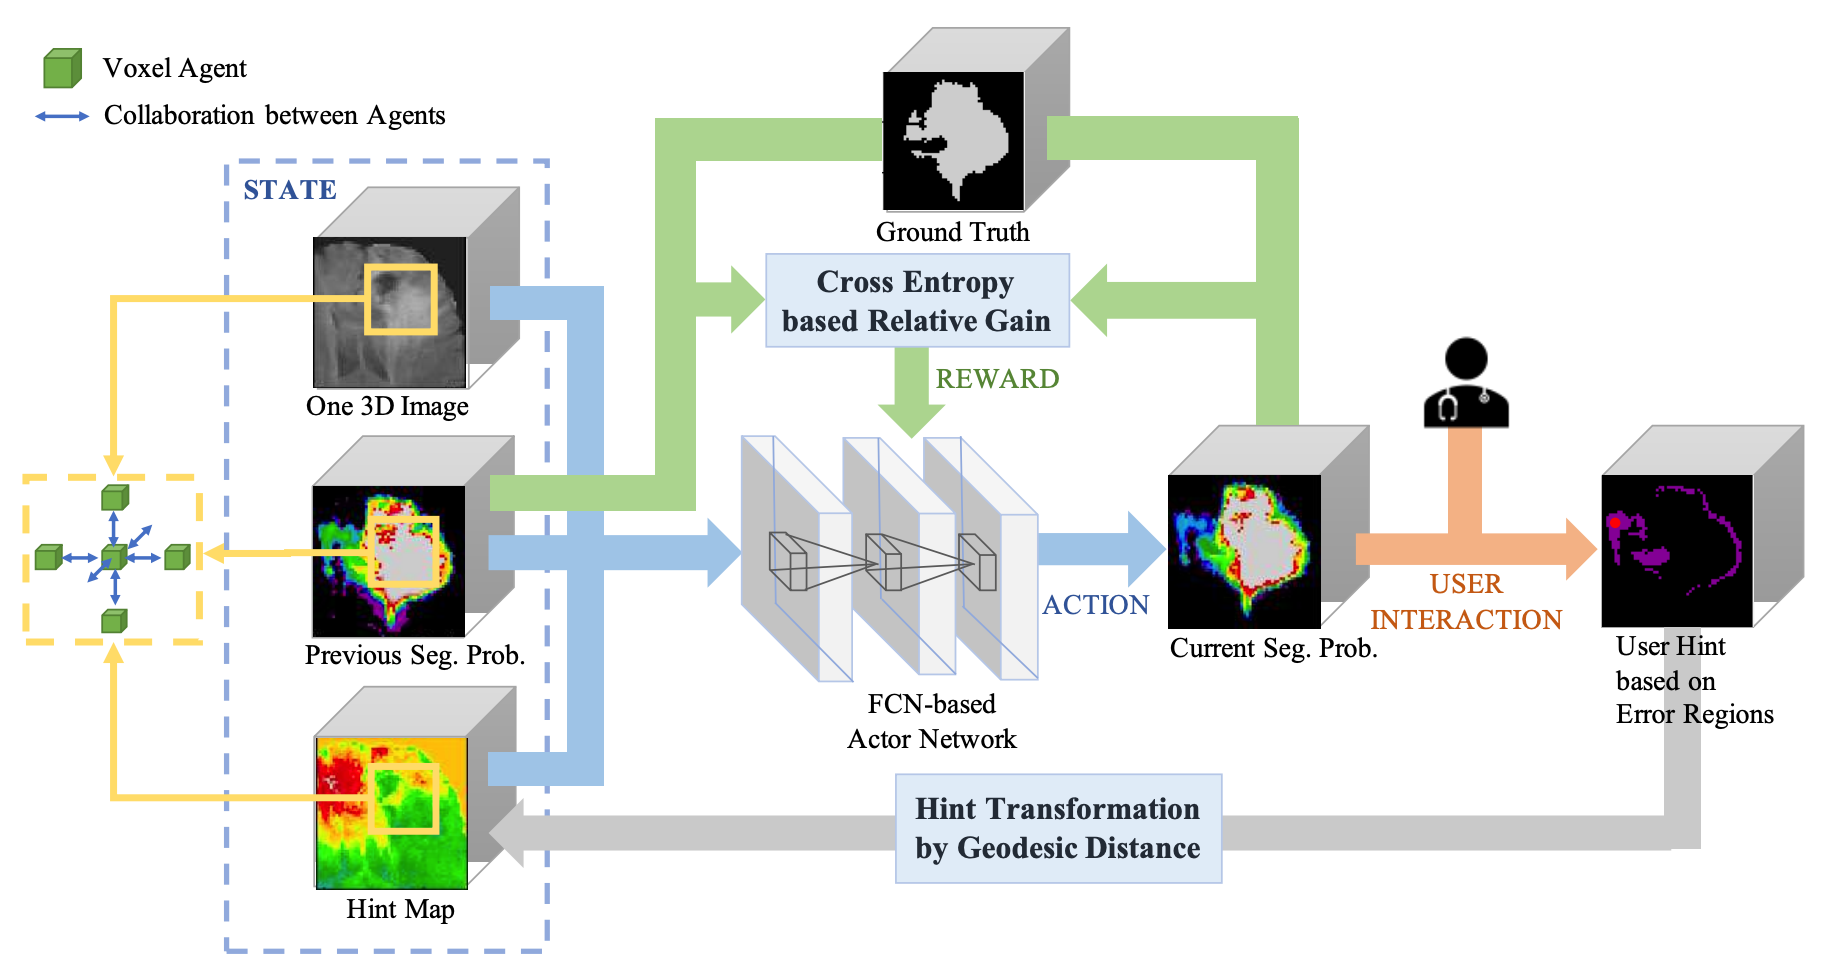 Voxel Agent
Collaboration between Agents
STATE
One 3D Image
Previous Seg. Prob.
Hint Map
Ground Truth
Cross Entropy
based Relative Gain
REWARD
FCN-based
Actor Network
ACTION
Current Seg. Prob.
USER
INTERACTION
User Hint
based on
Error Regions
Hint Transformation
by Geodesic Distance